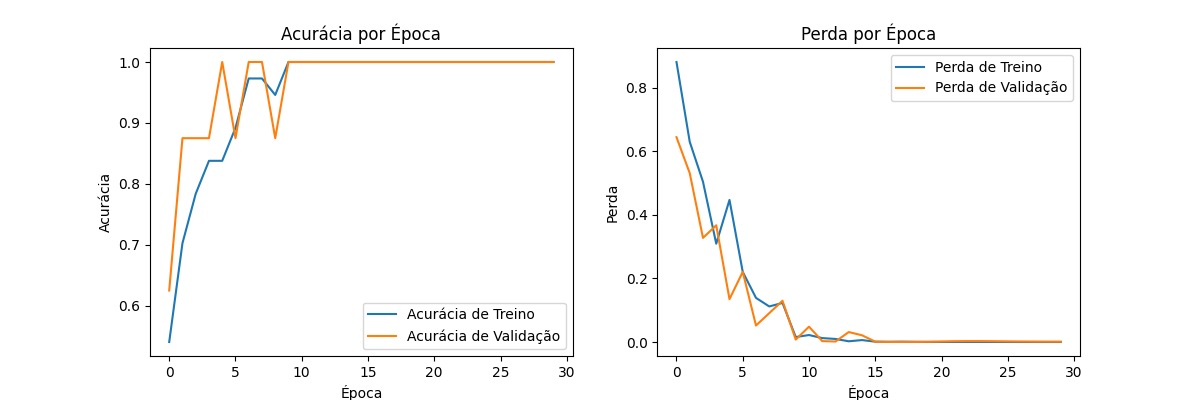 Acurácia por Época
Acurácia
1.0
0.9
0.8
0.7
0.6
Acurácia de Treino
Acurácia de Validação
0 5 10 15 20 25 30
Época
Perda por Época
Perda
0.8
0.6
0.4
0.2
0.0
Perda de Treino
Perda de Validação
0 5 10 15 20 25 30
Época